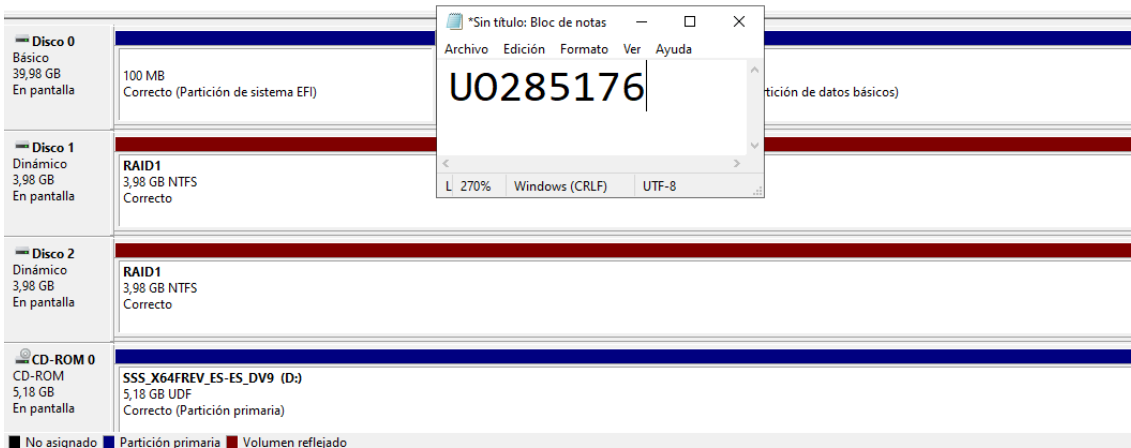 *Sin título: Bloc de notas
Archivo Edición Formato Ver Ayuda
UO285176
L 270% Windows (CRLF) UTF-8
Disco 0
Básico
39,98 GB
En pantalla
100 MB
Correcto (Partición de sistema EFI)
tición de datos básicos)
Disco 1
Dinámico
3,98 GB
En pantalla
RAID1
3,98 GB NTFS
Correcto
Disco 2
Dinámico
3,98 GB
En pantalla
RAID1
3,98 GB NTFS
Correcto
CD-ROM 0
CD-ROM
5,18 GB
En pantalla
SSS_X64FREV_ES-ES_DV9 (D:)
5,18 GB UDF
Correcto (Partición primaria)
No asignado Partición primaria Volumen reflejado